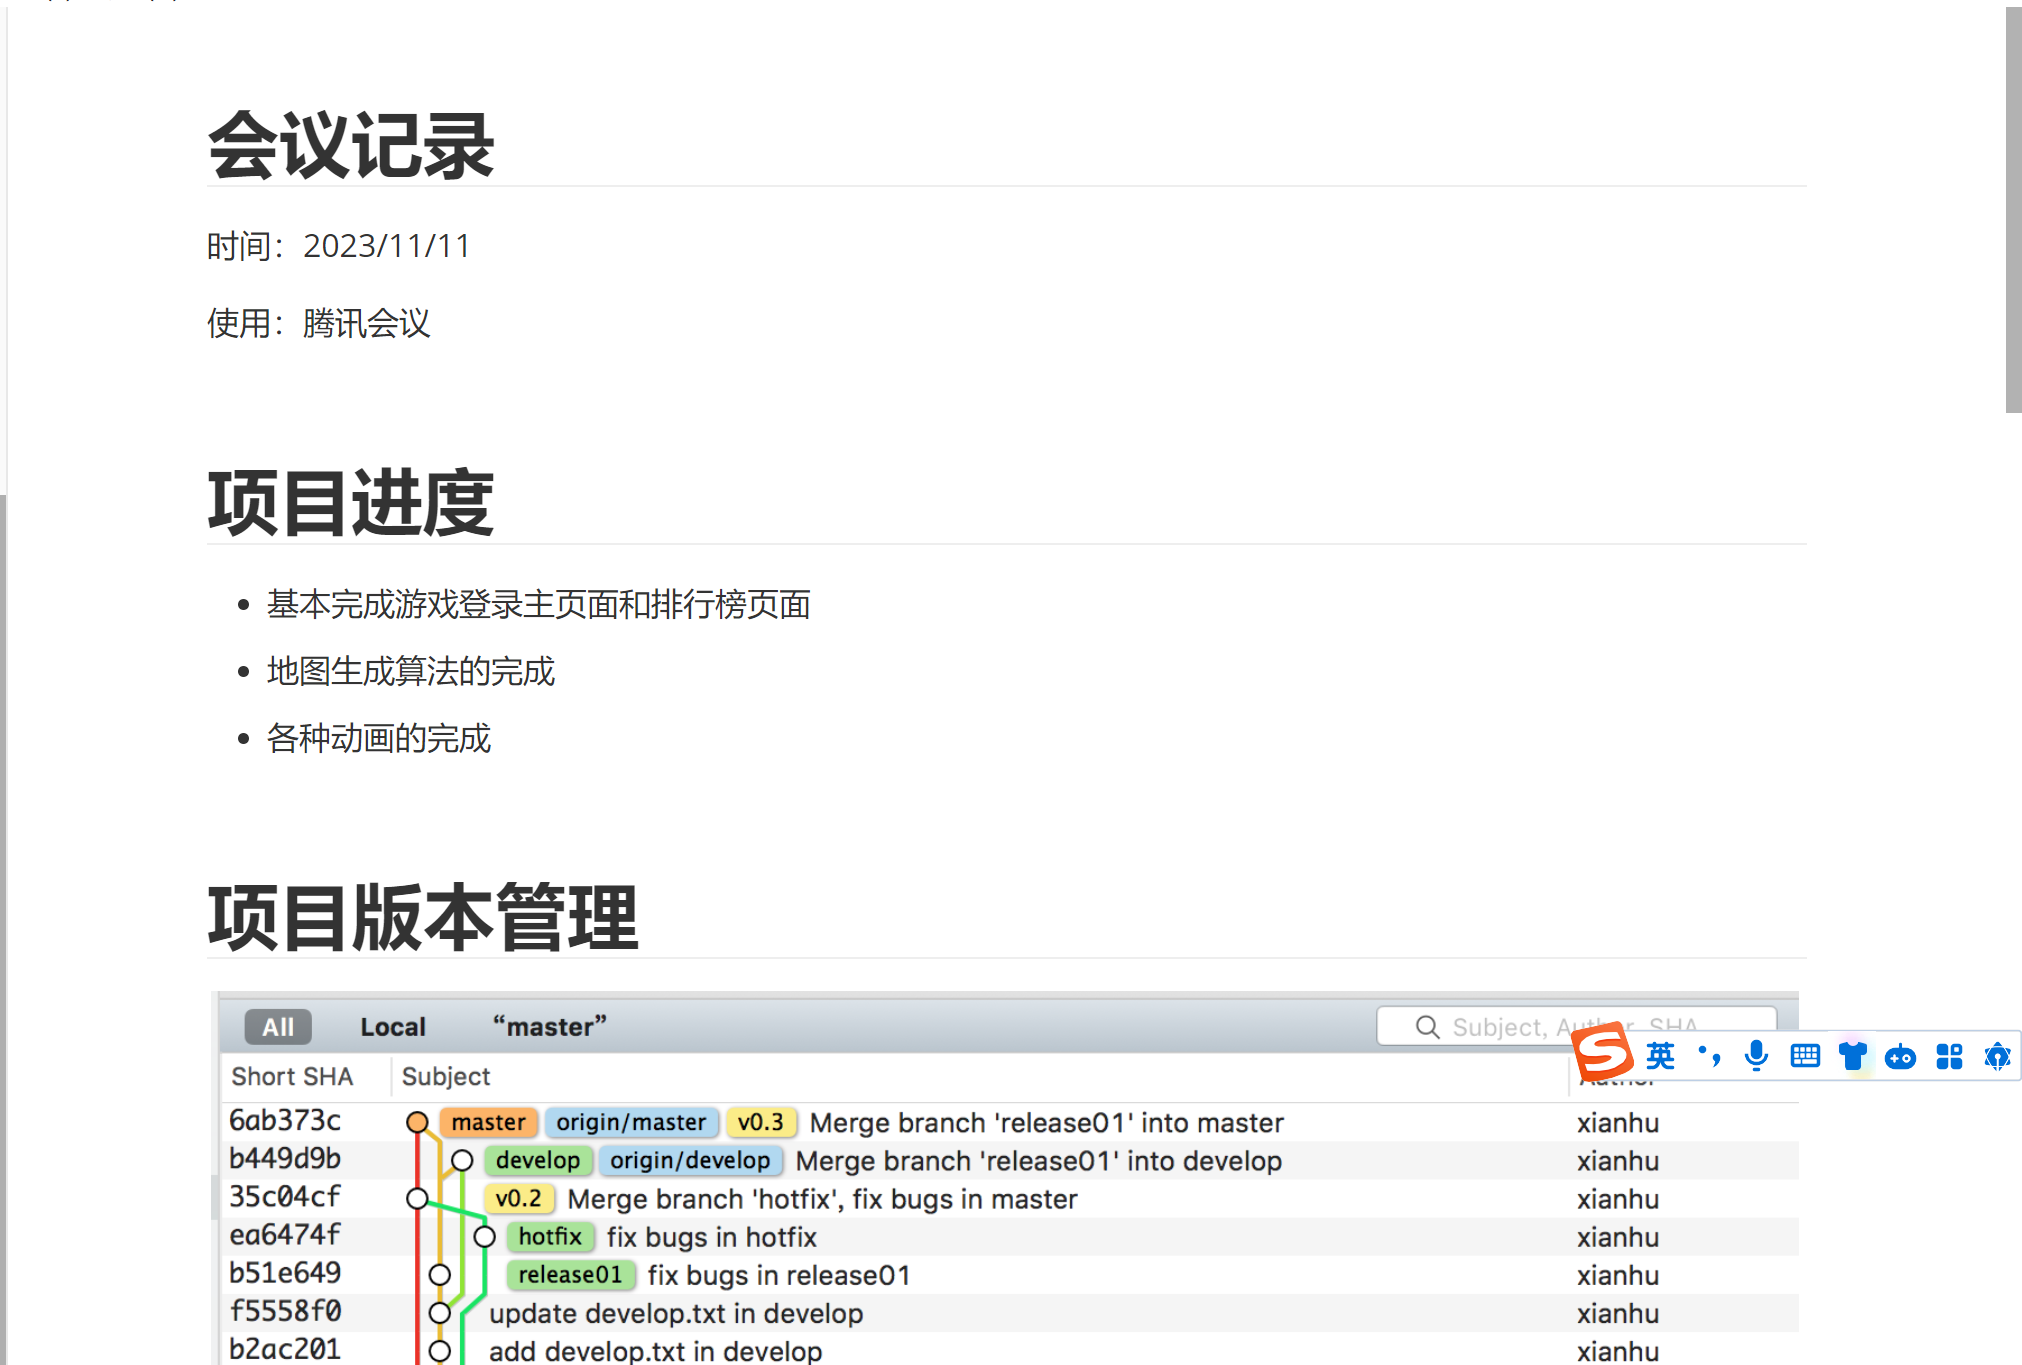 会议记录
时间：2023/11/11
使用：腾讯会议
项目进度
基本完成游戏登录主页面和排行榜页面
地图生成算法的完成
各种动画的完成
项目版本管理
All Local “master” Subject, Author, SHA
英
Short SHA Subject Author
6ab373c master origin/master v0.3 Merge branch 'release01' into master xianhu
b449d9b develop origin/develop Merge branch 'release01' into develop xianhu
35c04cf v0.2 Merge branch 'hotfix', fix bugs in master xianhu
ea6474f hotfix fix bugs in hotfix xianhu
b51e649 release01 fix bugs in release01 xianhu
f5558f0 update develop.txt in develop xianhu
b2ac201 add develop.txt in develop xianhu